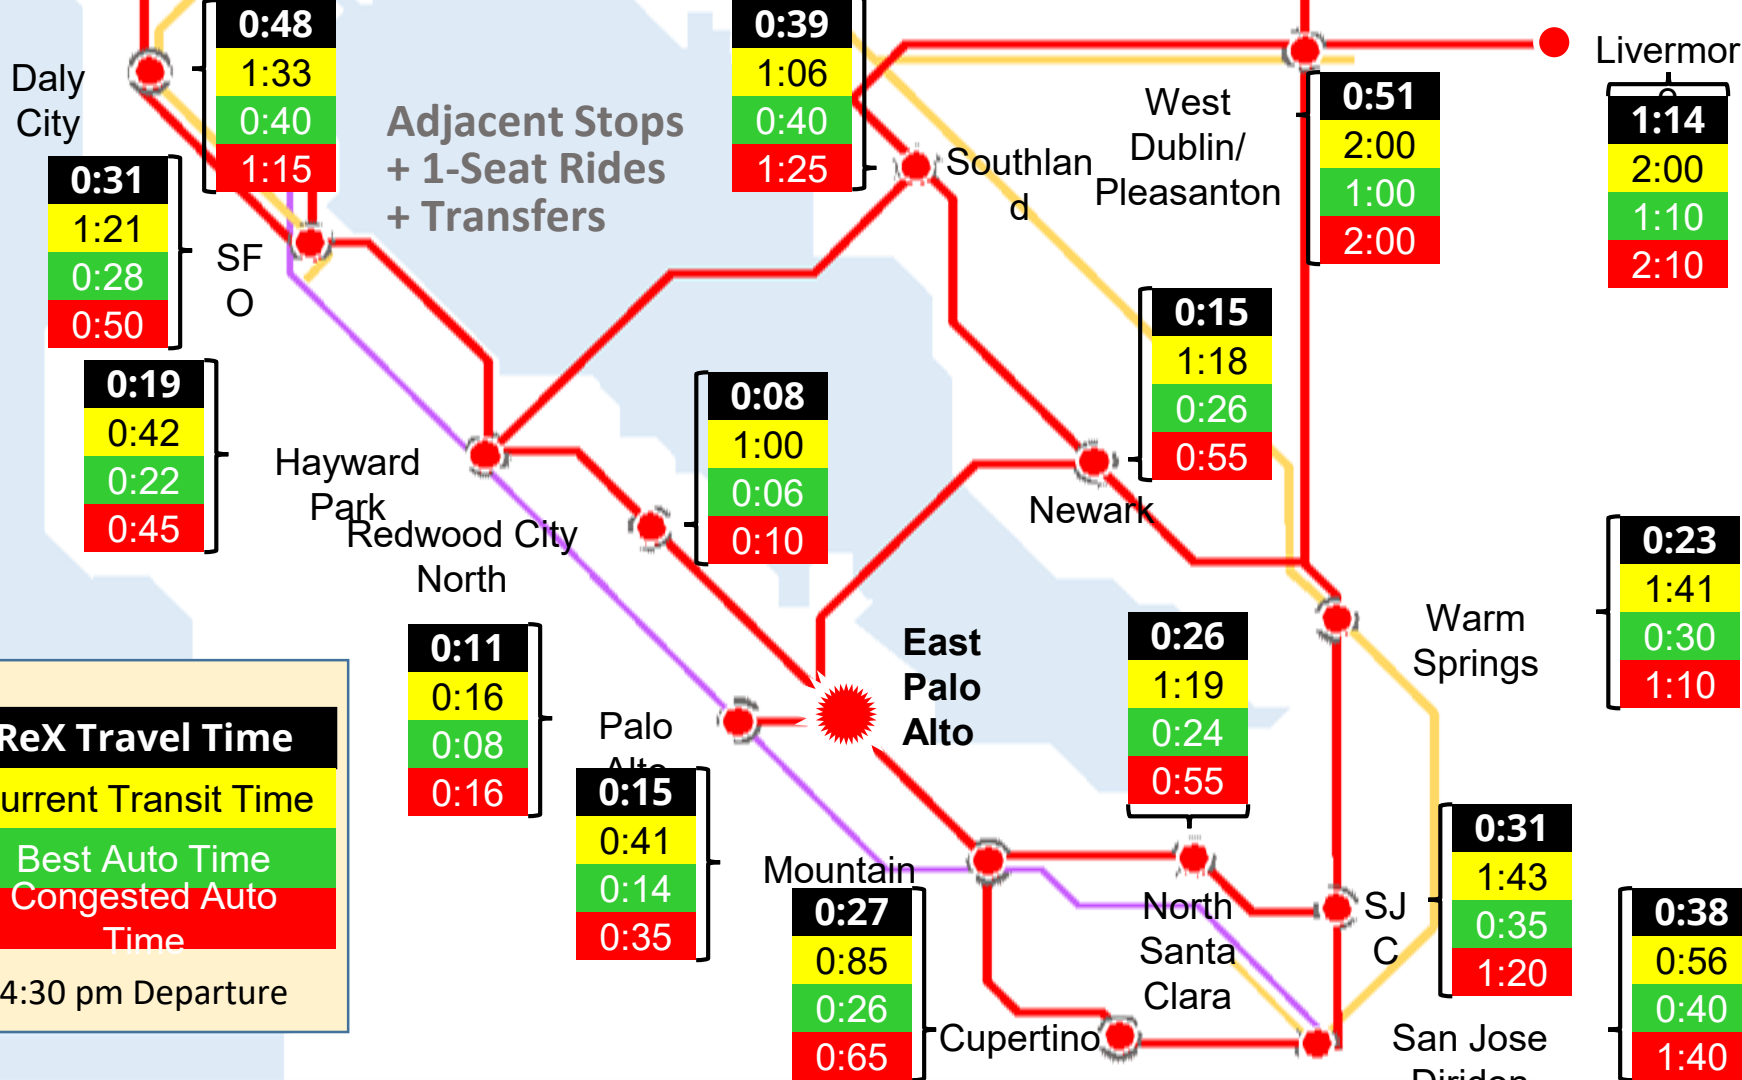 0:48
1:33
0:40
1:15
0:39
1:06
0:40
1:25
Daly
City
Adjacent Stops
+ 1-Seat Rides
+ Transfers
Livermor
1:14
2:00
1:10
2:10
West
Dublin/
Pleasanton
0:51
2:00
1:00
2:00
Southlan
d
0:31
1:21
0:28
0:50
SF
O
0:15
1:18
0:26
0:55
0:19
0:42
0:22
0:45
Hayward
Park
0:08
1:00
0:06
0:10
Newark
Redwood City
North
0:23
1:41
0:30
1:10
Warm
Springs
0:11
0:16
0:08
0:16
East
Palo
Alto
0:26
1:19
0:24
0:55
Palo
Alto
ReX Travel Time
urrent Transit Time
Best Auto Time
Congested Auto
Time
4:30 pm Departure
0:15
0:41
0:14
0:35
Mountain
0:27
0:85
0:26
0:65
North
Santa
Clara
SJ
C
0:31
1:43
0:35
1:20
0:38
0:56
0:40
1:40
Cupertino
San Jose
Diridon